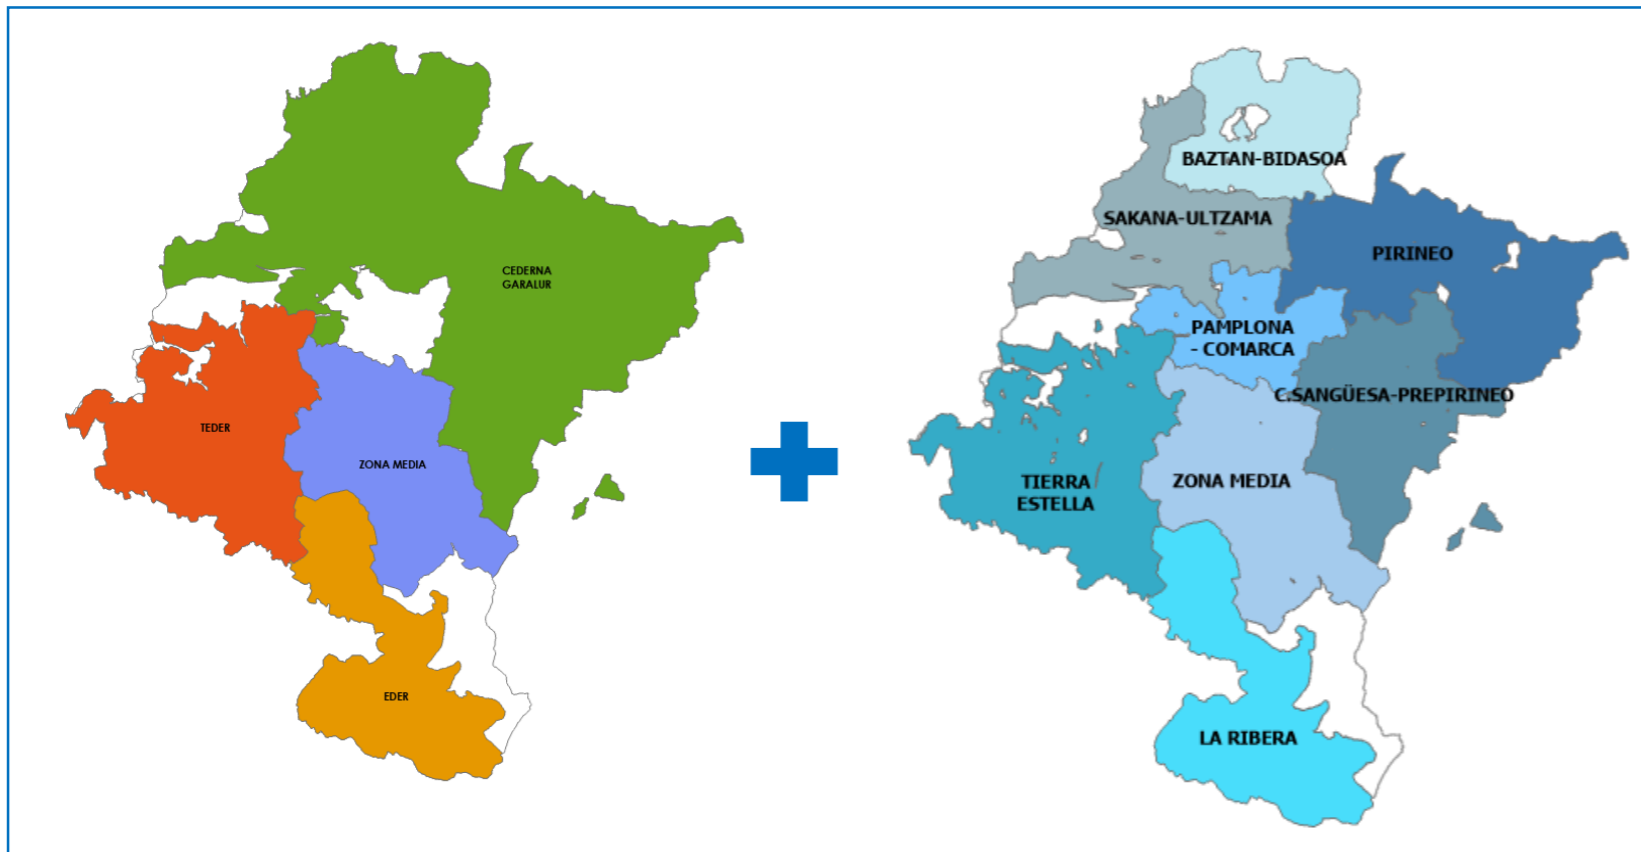 CEDERNA
GARALUR
TEDER
ZONA MEDIA
EDER
BAZTAN-BIDASOA
SAKANA-ULTZAMA
PIRINEO
PAMPLONA
- COMARCA
C.SANGÜESA-PREPIRINEO
TIERRA
ESTELLA
ZONA MEDIA
LA RIBERA